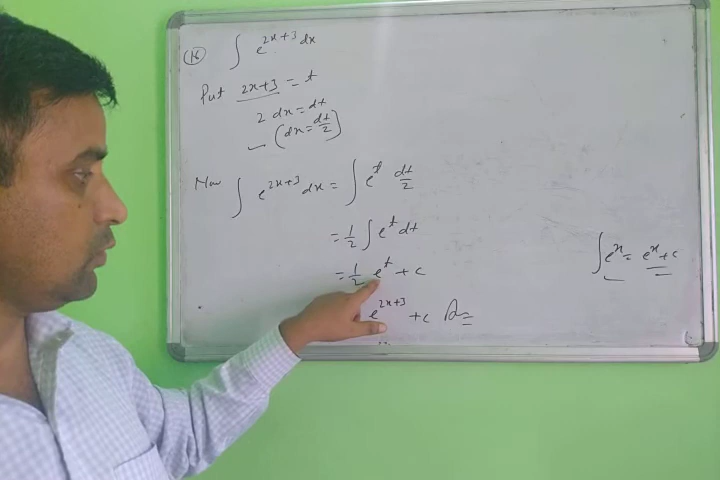 (16) ∫ e^{2x+3} dx
Put 2x+3 = t
2 dx = dt
(dx = dt/2)
Now ∫ e^{2x+3} dx = ∫ e^t dt/2
= 1/2 ∫ e^t dt
= 1/2 e^t + c
e^{2x+3} + c
∫ e^x = e^x + c